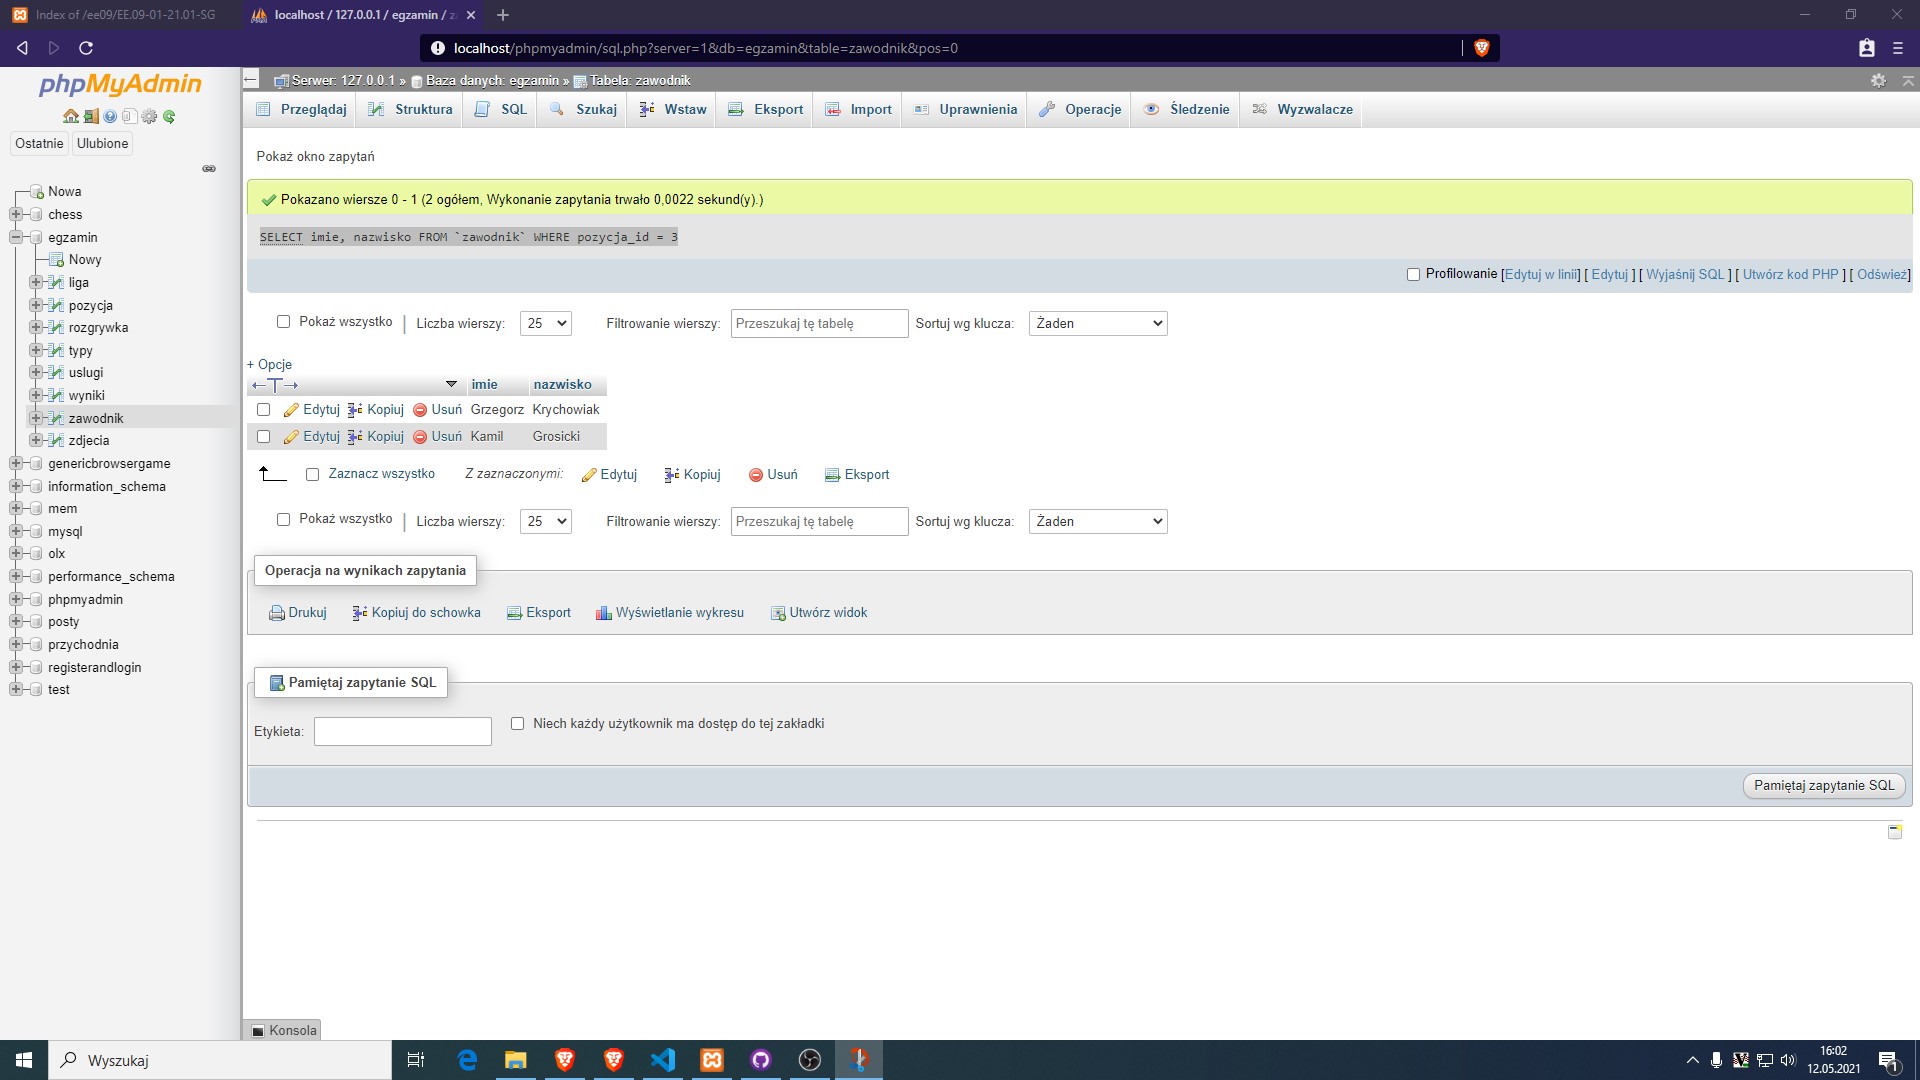 Index of /ee09/EE.09-01-21.01-SG
localhost / 127.0.0.1 / egzamin / z
localhost/phpmyadmin/sql.php?server=1&db=egzamin&table=zawodnik&pos=0
phpMyAdmin
Ostatnie Ulubione
Nowa
chess
egzamin
Nowy
liga
pozycja
rozgrywka
typy
uslugi
wyniki
zawodnik
zdjecia
genericbrowsergame
information_schema
mem
mysql
olx
performance_schema
phpmyadmin
posty
przychodnia
registerandlogin
test
Serwer: 127.0.0.1 » Baza danych: egzamin » Tabela: zawodnik
Przeglądaj Struktura SQL Szukaj Wstaw Eksport Import Uprawnienia Operacje Śledzenie Wyzwalacze
Pokaż okno zapytań
Pokazano wiersze 0 - 1 (2 ogółem, Wykonanie zapytania trwało 0,0022 sekund(y).)
SELECT imie, nazwisko FROM `zawodnik` WHERE pozycja_id = 3
Profilowanie [Edytuj w linii] [ Edytuj ] [ Wyjaśnij SQL ] [ Utwórz kod PHP ] [ Odśwież]
Pokaż wszystko | Liczba wierszy: 25 Filtrowanie wierszy: Przeszukaj tę tabelę Sortuj wg klucza: Żaden
+ Opcje
←T→ imie nazwisko
Edytuj Kopiuj Usuń Grzegorz Krychowiak
Edytuj Kopiuj Usuń Kamil Grosicki
Zaznacz wszystko Z zaznaczonymi: Edytuj Kopiuj Usuń Eksport
Pokaż wszystko | Liczba wierszy: 25 Filtrowanie wierszy: Przeszukaj tę tabelę Sortuj wg klucza: Żaden
Operacja na wynikach zapytania
Drukuj Kopiuj do schowka Eksport Wyświetlanie wykresu Utwórz widok
Pamiętaj zapytanie SQL
Etykieta: Niech każdy użytkownik ma dostęp do tej zakładki
Pamiętaj zapytanie SQL
Konsola
Wyszukaj
16:02
12.05.2021
1